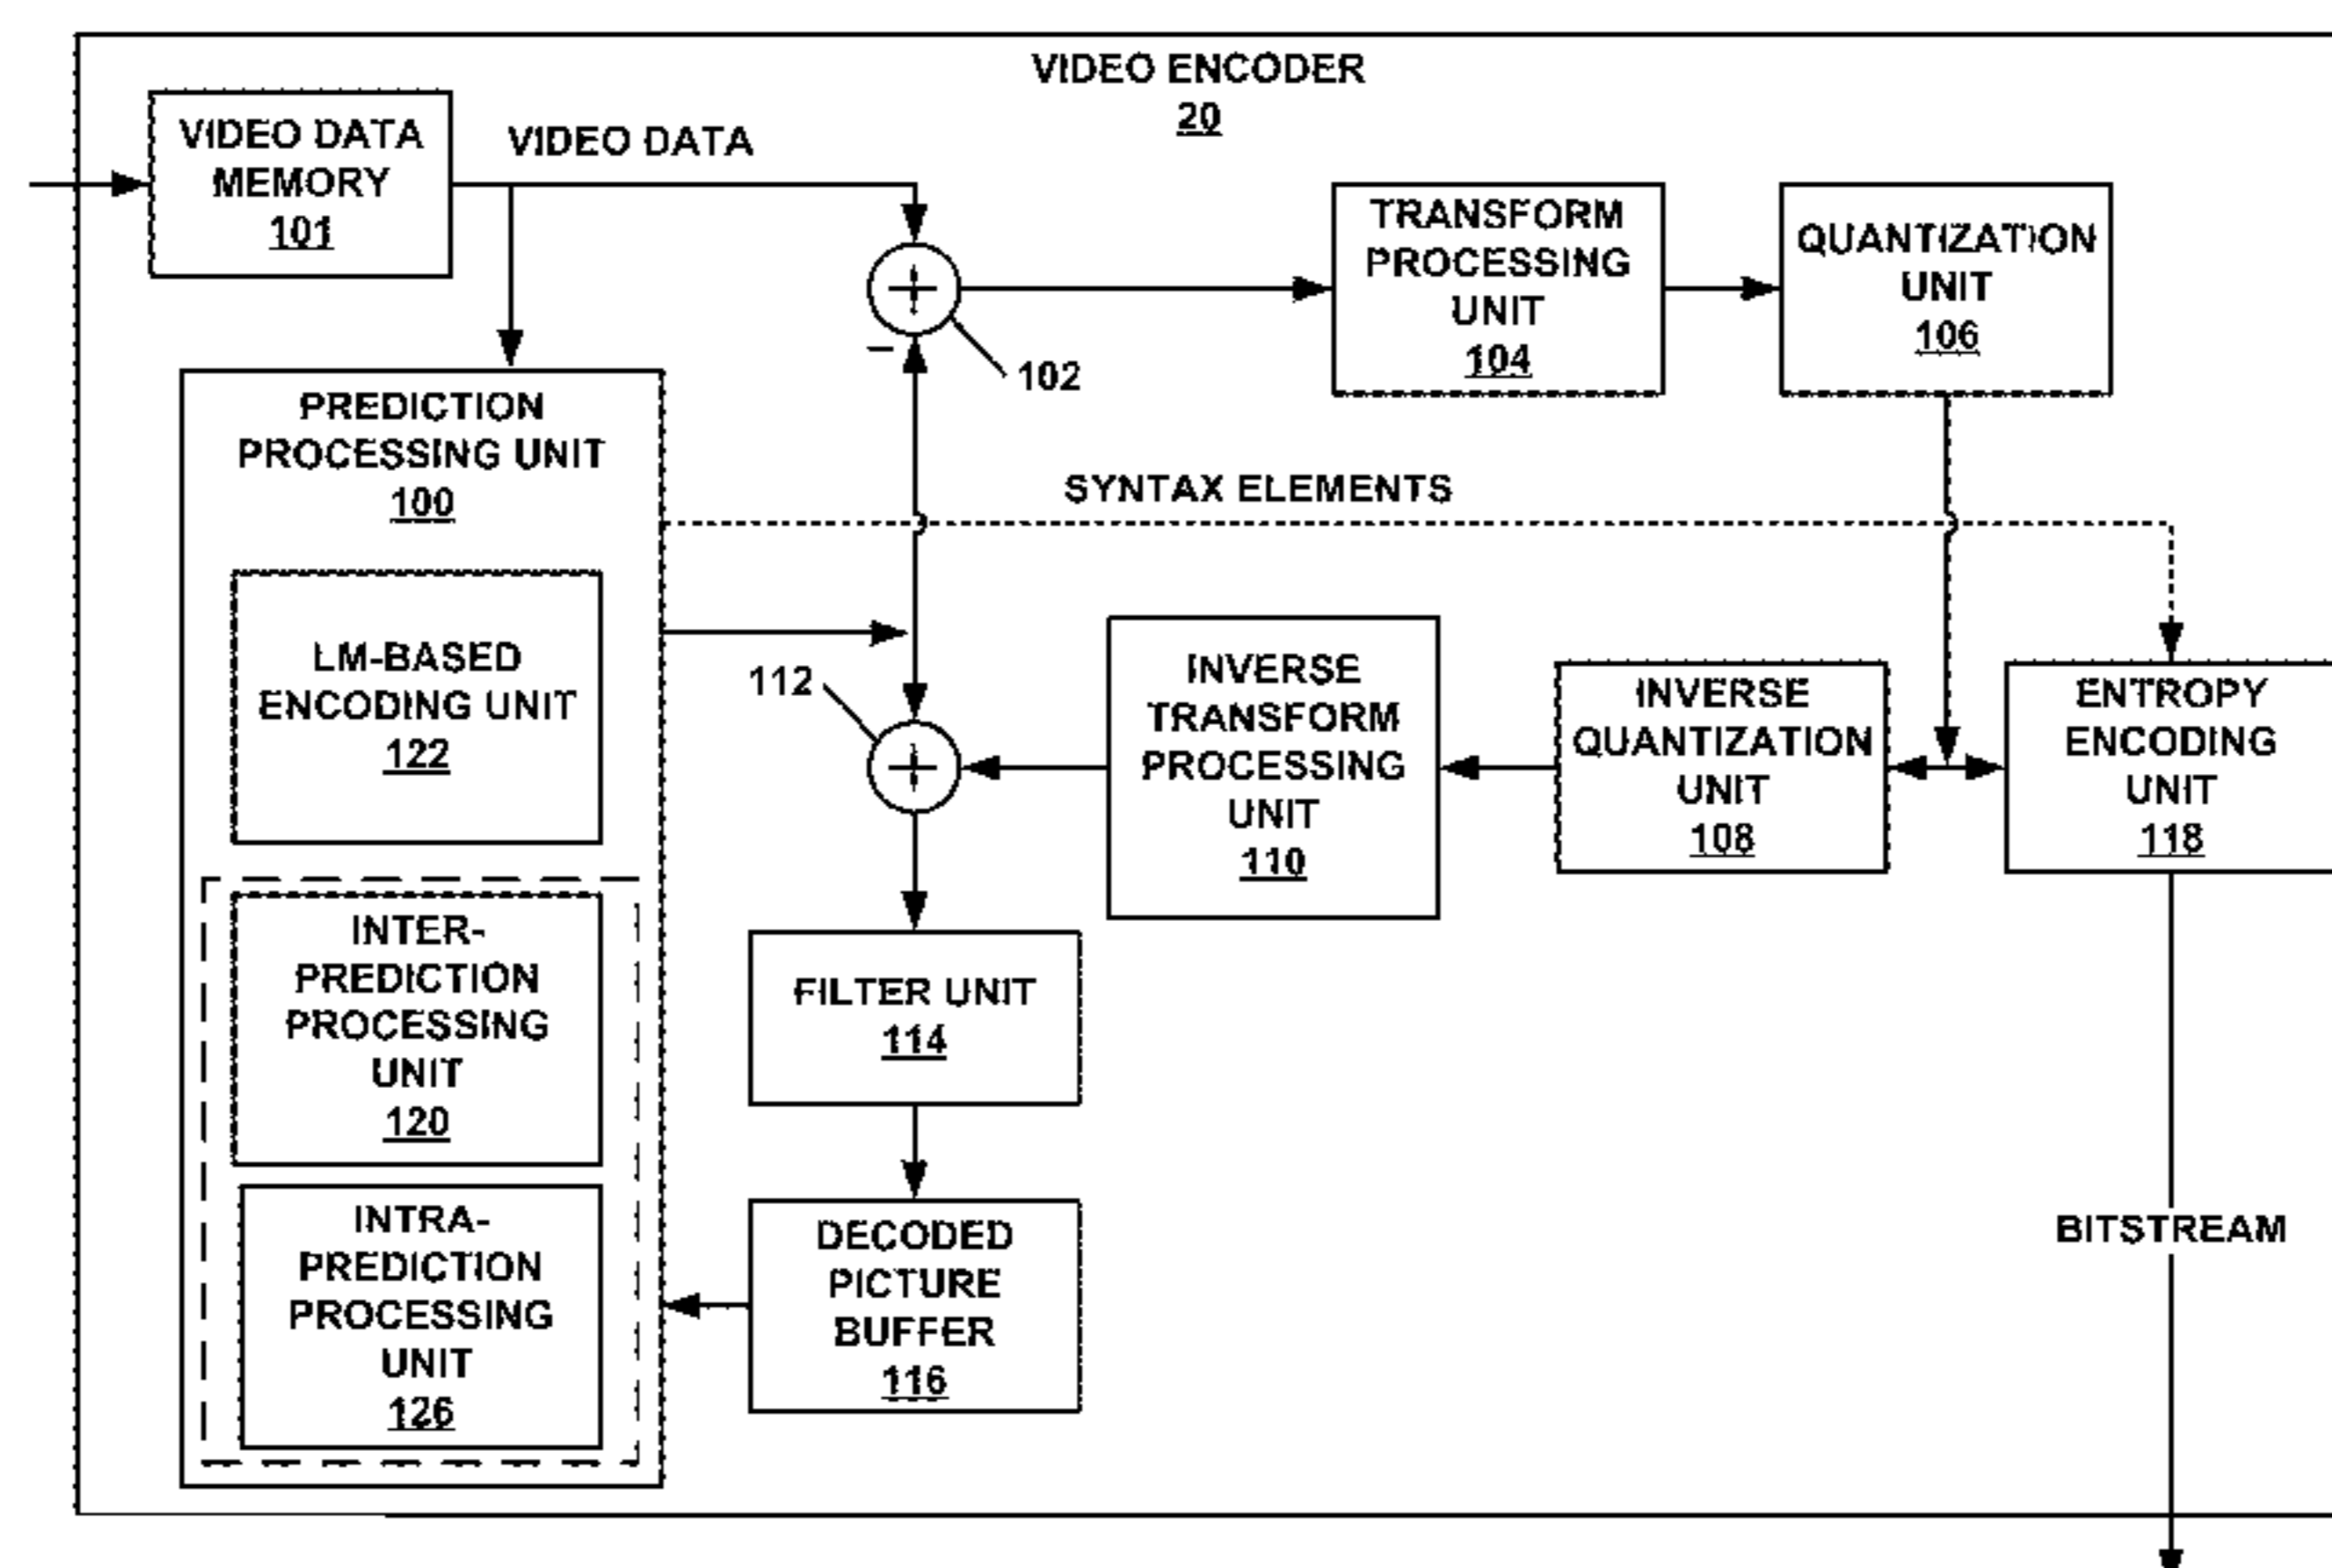 VIDEO ENCODER
20
VIDEO DATA
MEMORY
101
VIDEO DATA
TRANSFORM
PROCESSING
UNIT
104
QUANTIZATION
UNIT
106
102
–
PREDICTION
PROCESSING UNIT
100
SYNTAX ELEMENTS
LM-BASED
ENCODING UNIT
122
112
INVERSE
TRANSFORM
PROCESSING
UNIT
110
INVERSE
QUANTIZATION
UNIT
108
ENTROPY
ENCODING
UNIT
118
INTER-
PREDICTION
PROCESSING
UNIT
120
FILTER UNIT
114
INTRA-
PREDICTION
PROCESSING
UNIT
126
DECODED
PICTURE
BUFFER
116
BITSTREAM